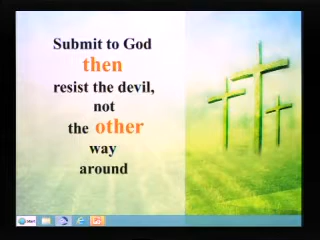 Submit to God
then
resist the devil,
not
the other
way
around